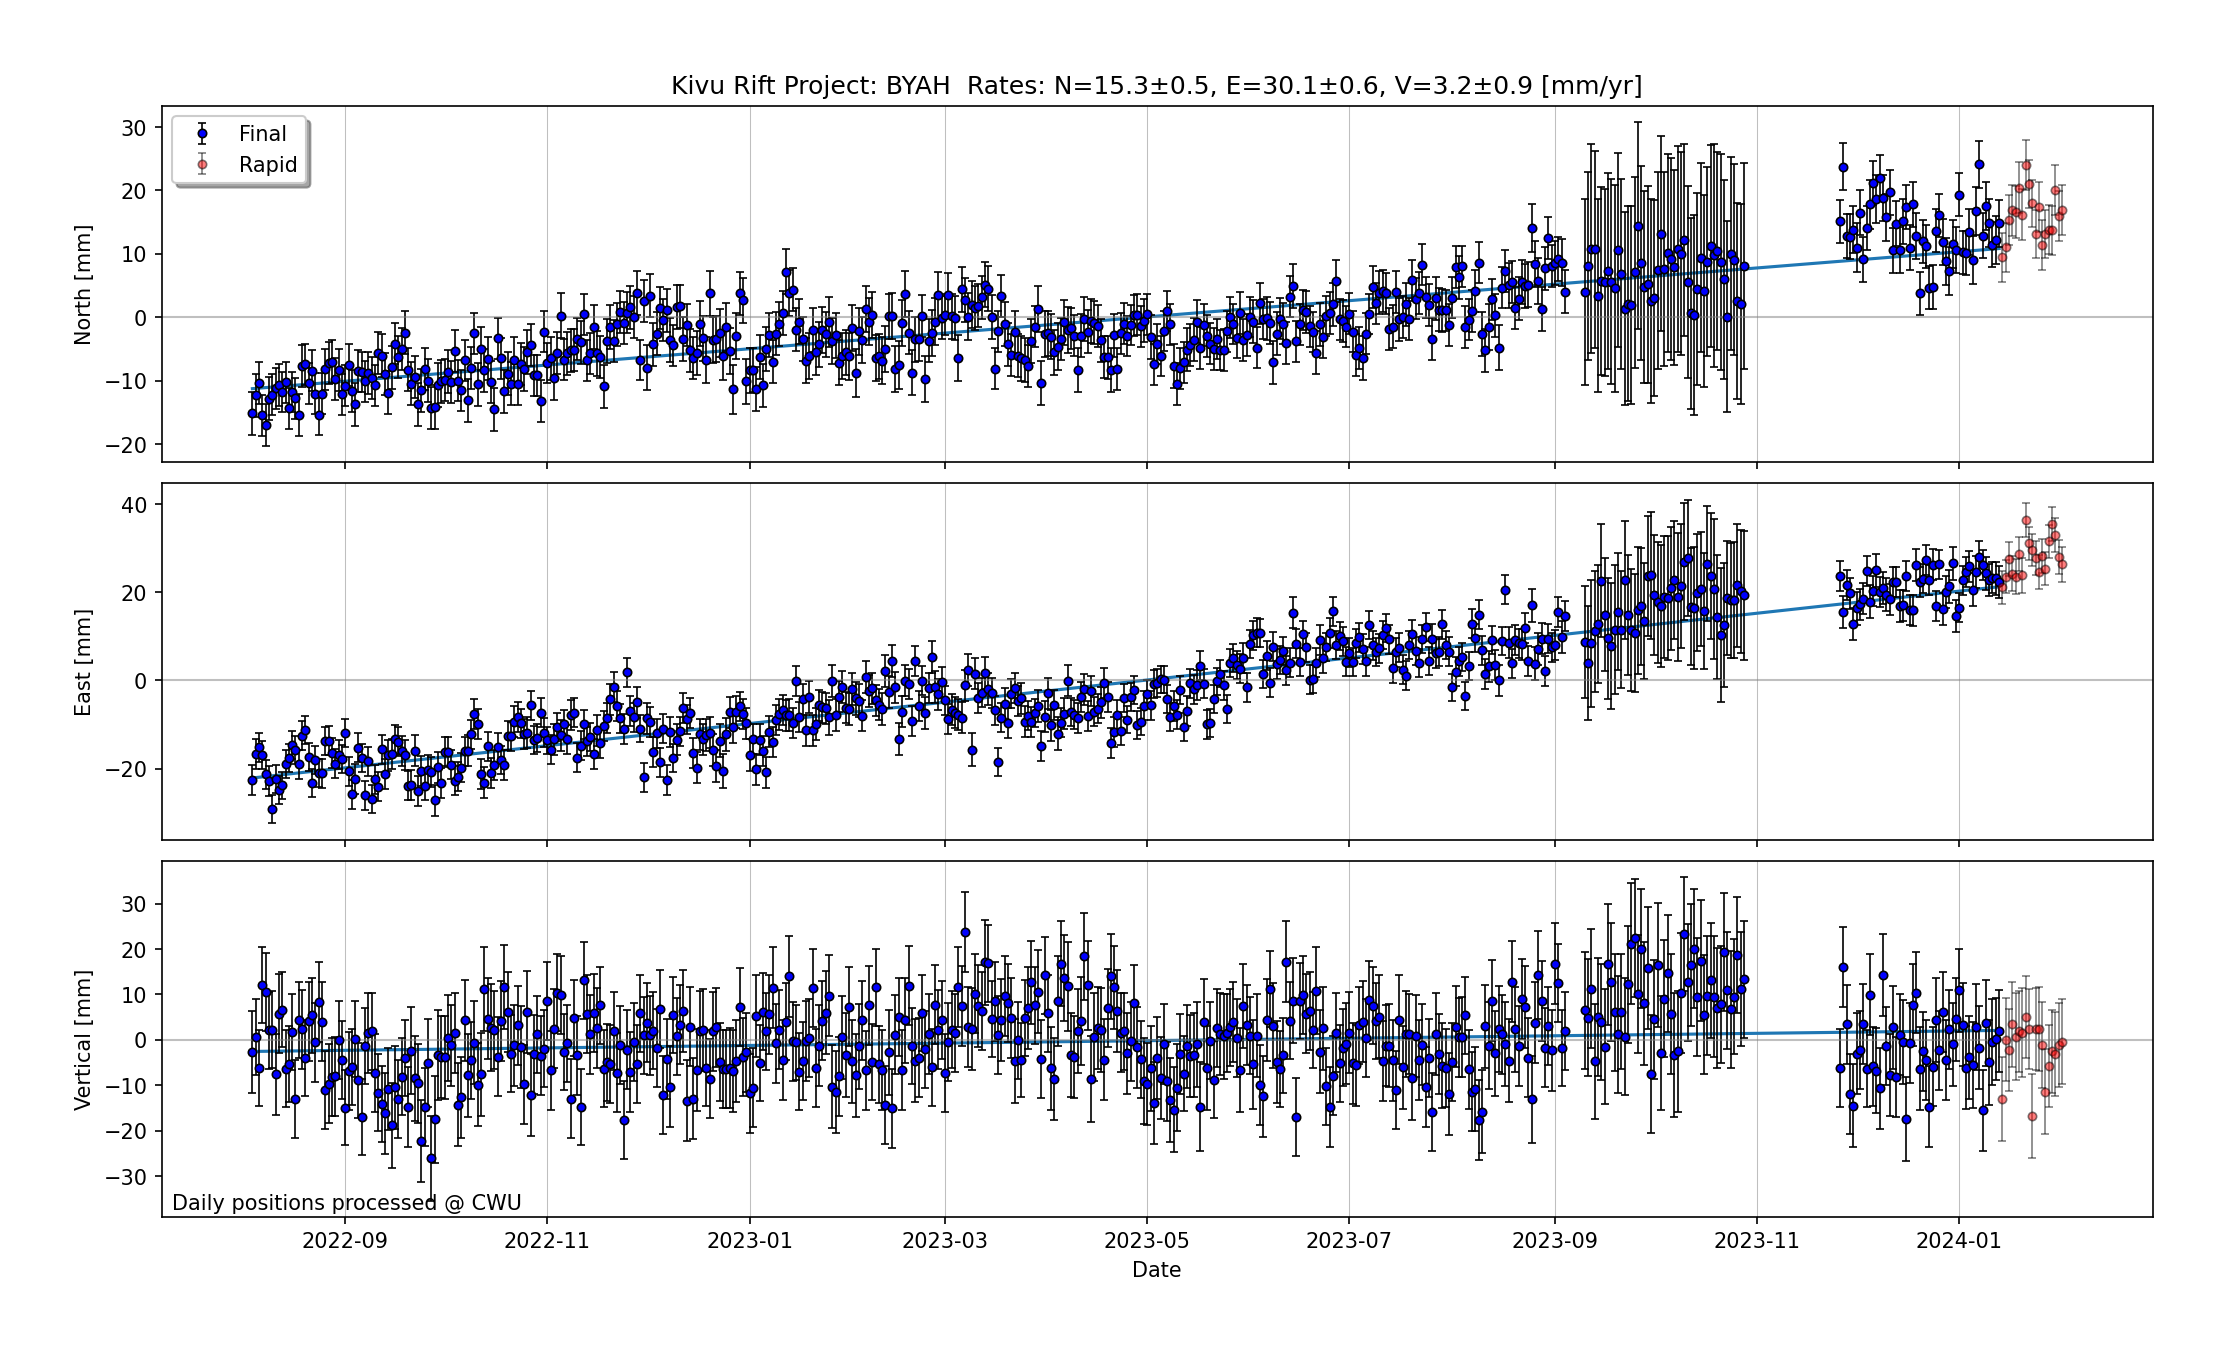 Kivu Rift Project: BYAH  Rates: N=15.3±0.5, E=30.1±0.6, V=3.2±0.9 [mm/yr]
Final
Rapid
North [mm]
30
20
10
0
−10
−20
East [mm]
40
20
0
−20
Vertical [mm]
30
20
10
0
−10
−20
−30
Daily positions processed @ CWU
2022-09 2022-11 2023-01 2023-03 2023-05 2023-07 2023-09 2023-11 2024-01
Date